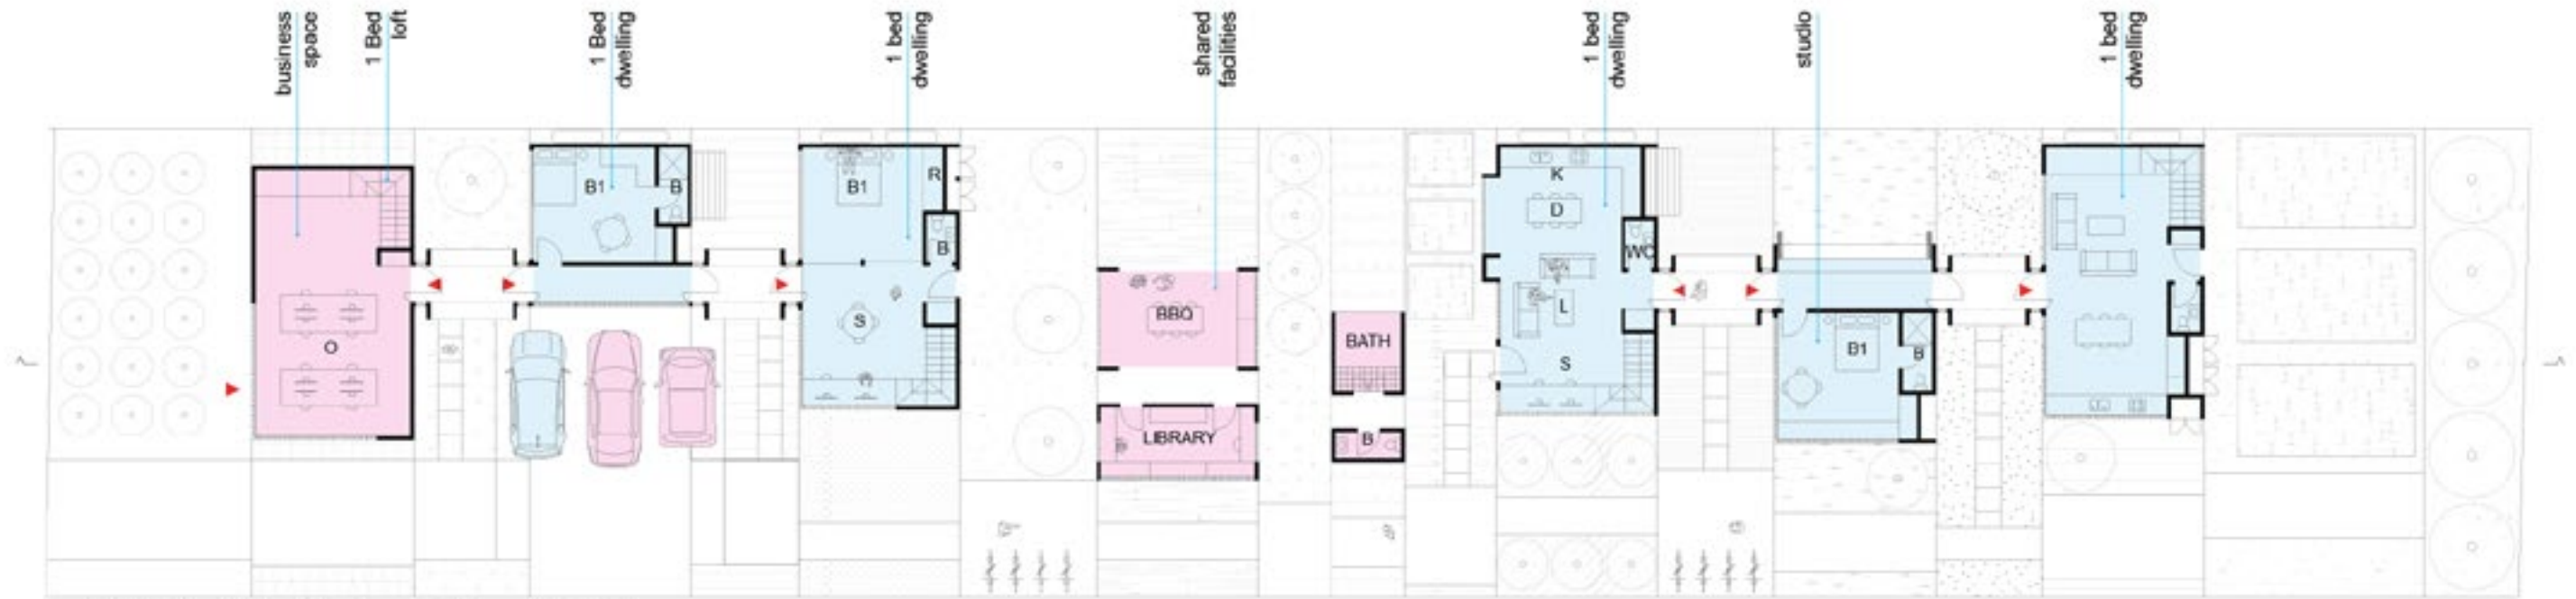 business
space
1 Bed
loft
1 Bed
dwelling
1 bed
dwelling
shared
facilities
1 bed
dwelling
studio
1 bed
dwelling
B1
B
B1
R
B
S
O
BBQ
LIBRARY
BATH
B
K
D
WC
L
S
B1
B